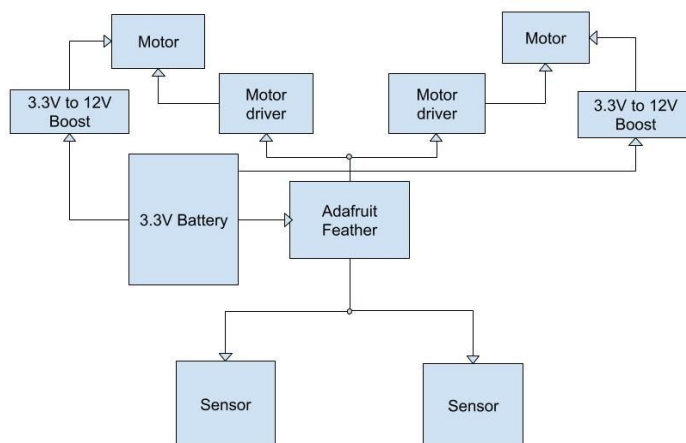 Motor
Motor
3.3V to 12V
Boost
Motor
driver
Motor
driver
3.3V to 12V
Boost
3.3V Battery
Adafruit
Feather
Sensor
Sensor